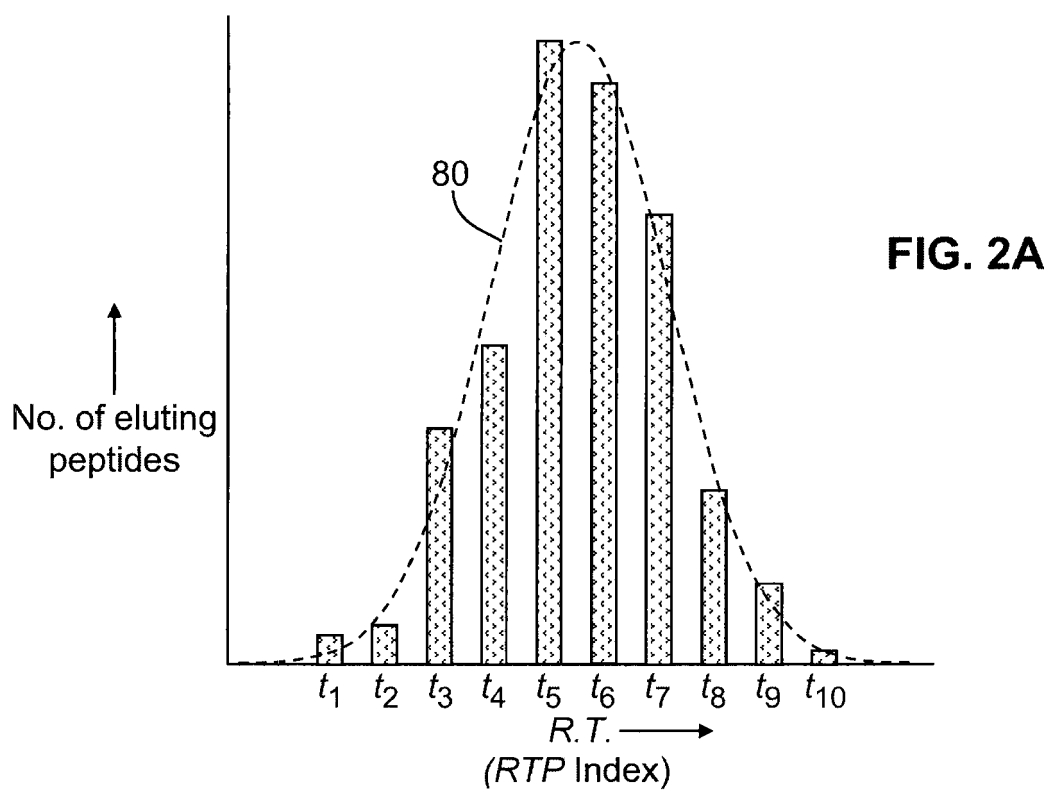 80
FIG. 2A
No. of eluting
peptides
t1 t2 t3 t4 t5 t6 t7 t8 t9 t10
R.T.
(RTP Index)